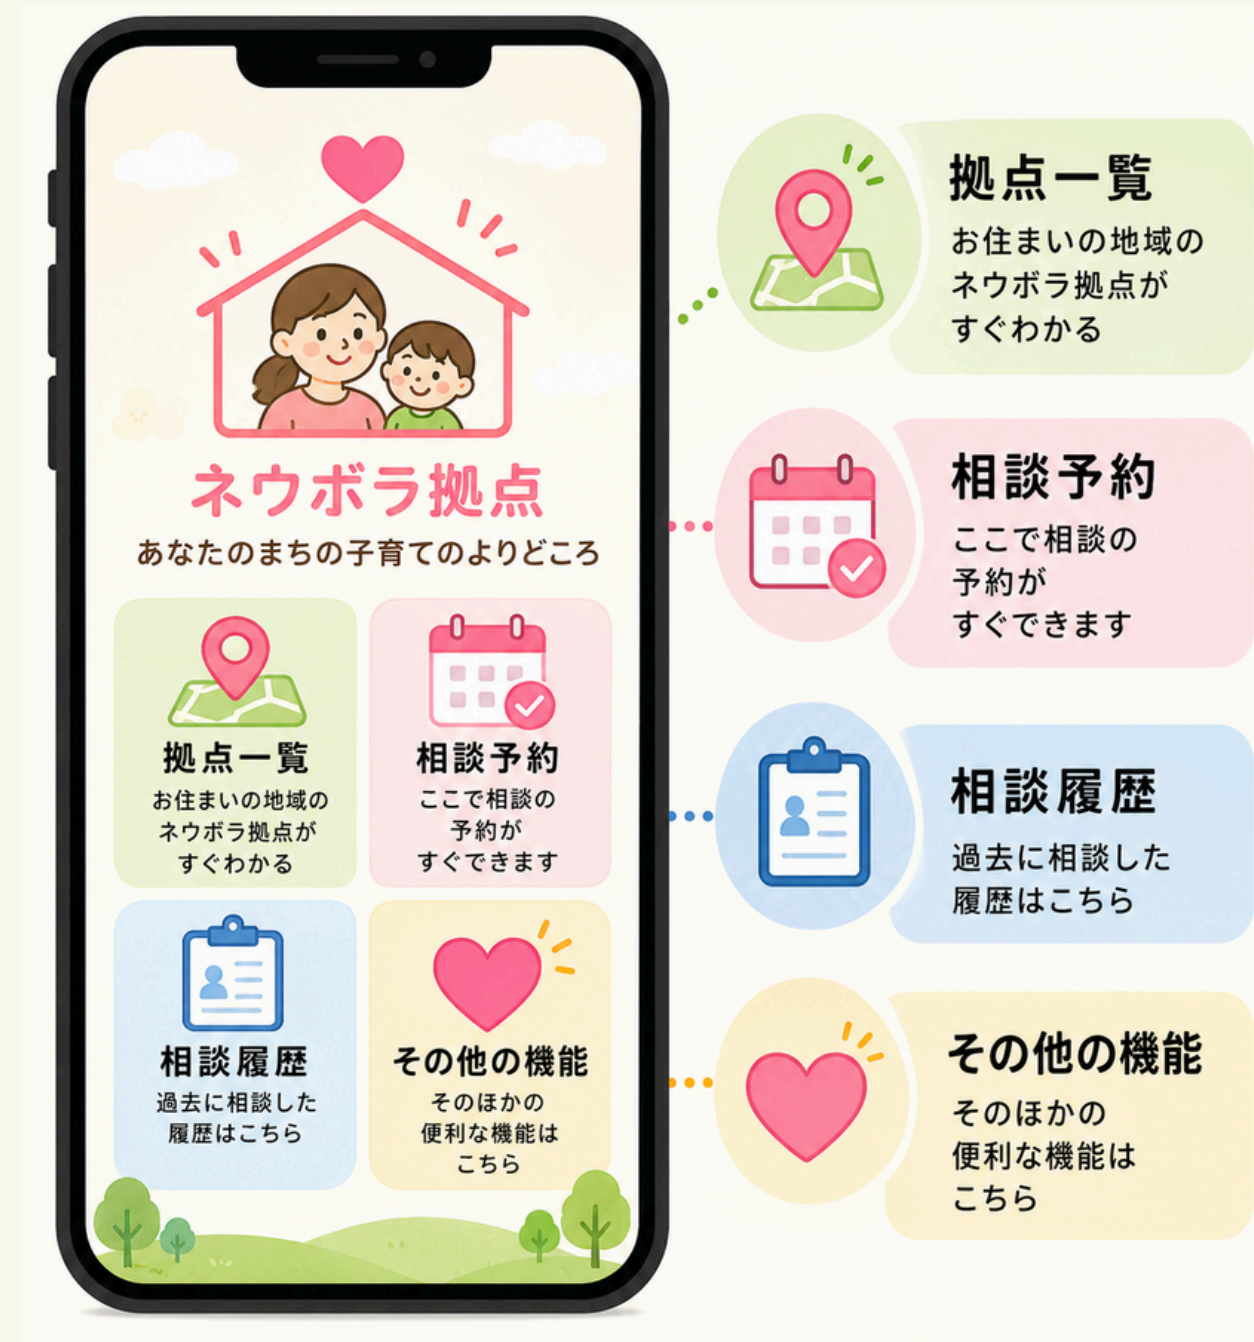 ネウボラ拠点
あなたのまちの子育てのよりどころ
拠点一覧
お住まいの地域の
ネウボラ拠点が
すぐわかる
相談予約
ここで相談の
予約が
すぐできます
相談履歴
過去に相談した
履歴はこちら
その他の機能
そのほかの
便利な機能は
こちら
拠点一覧
お住まいの地域の
ネウボラ拠点が
すぐわかる
相談予約
ここで相談の
予約が
すぐできます
相談履歴
過去に相談した
履歴はこちら
その他の機能
そのほかの
便利な機能は
こちら